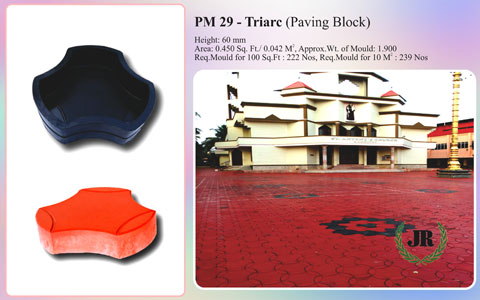 PM 29 - Triarc (Paving Block)
Height: 60 mm
Area: 0.450 Sq. Ft./ 0.042 M², Approx.Wt. of Mould: 1.900
Req.Mould for 100 Sq.Ft : 222 Nos, Req.Mould for 10 M² : 239 Nos
JR